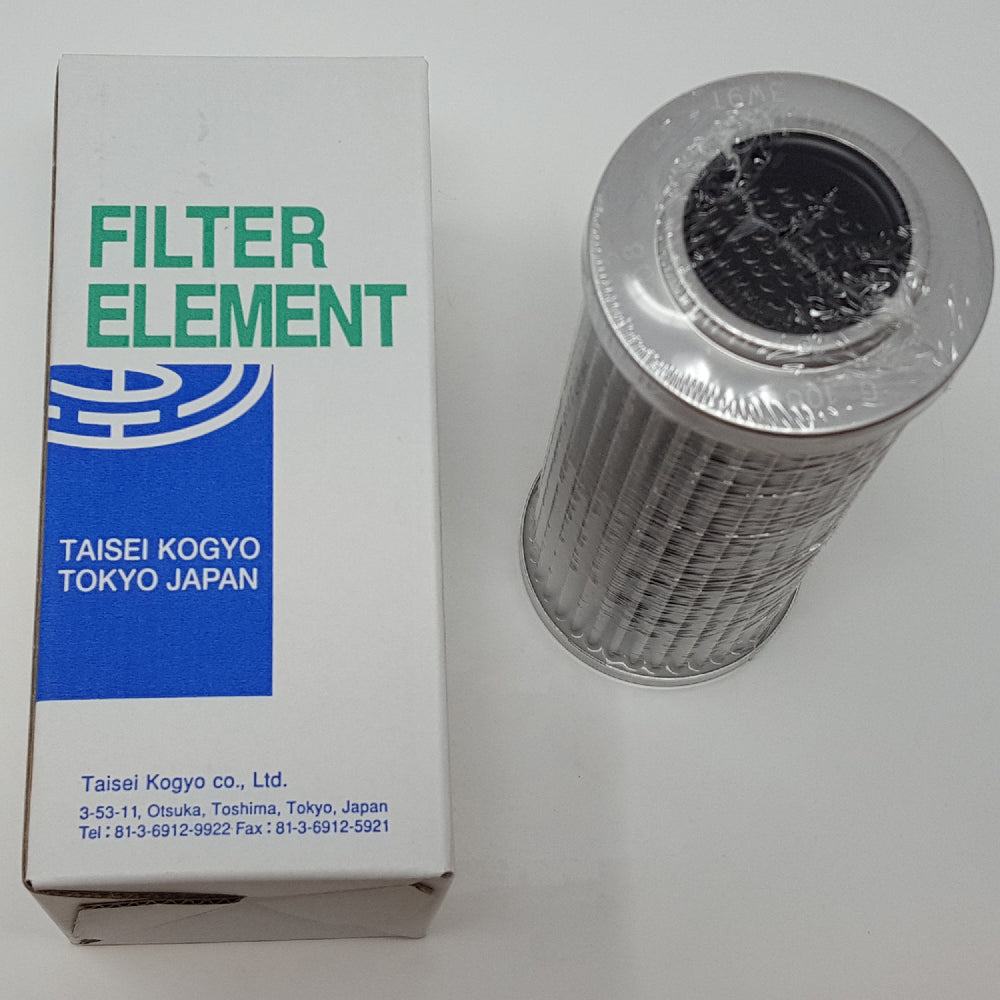 FILTER
ELEMENT
TAISEI KOGYO
TOKYO JAPAN
Taisei Kogyo co., Ltd.
3-53-11, Otsuka, Toshima, Tokyo, Japan
Tel : 81-3-6912-9922 Fax : 81-3-6912-5921
3W9T